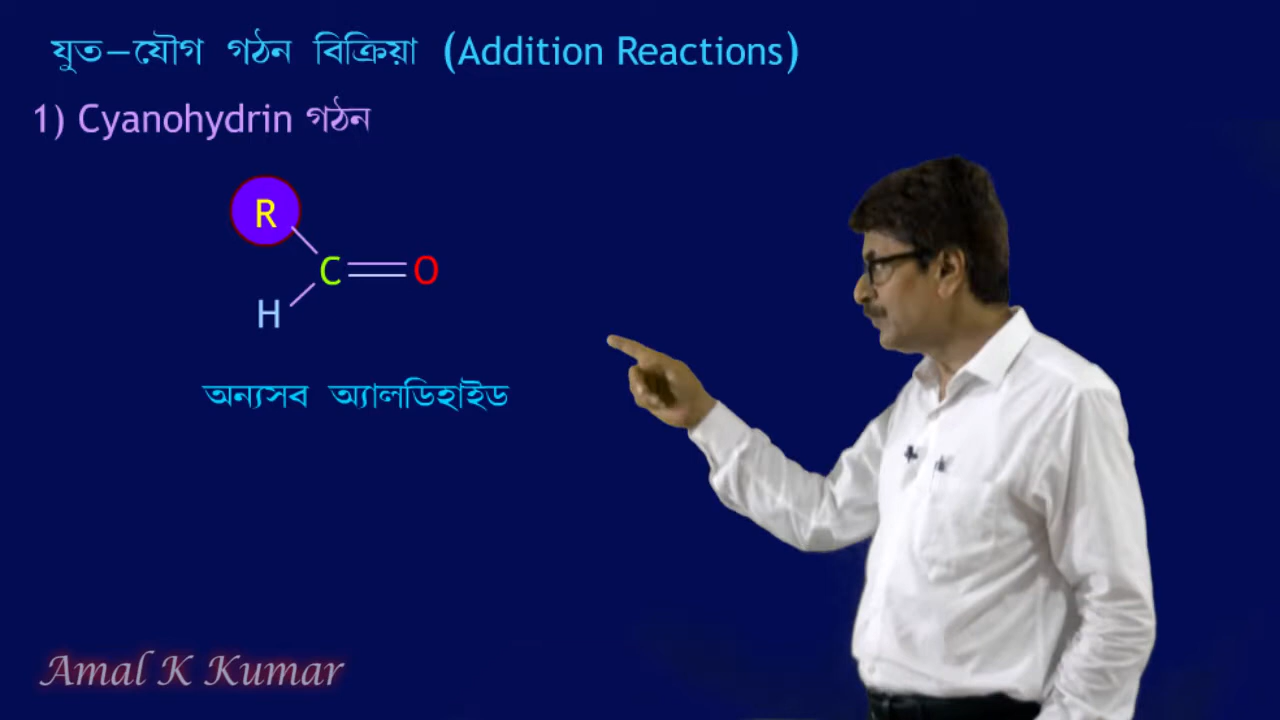 যুত-যৌগ গঠন বিক্রিয়া (Addition Reactions)
1) Cyanohydrin গঠন
R
C O
H
অন্যসব অ্যালডিহাইড
Amal K Kumar